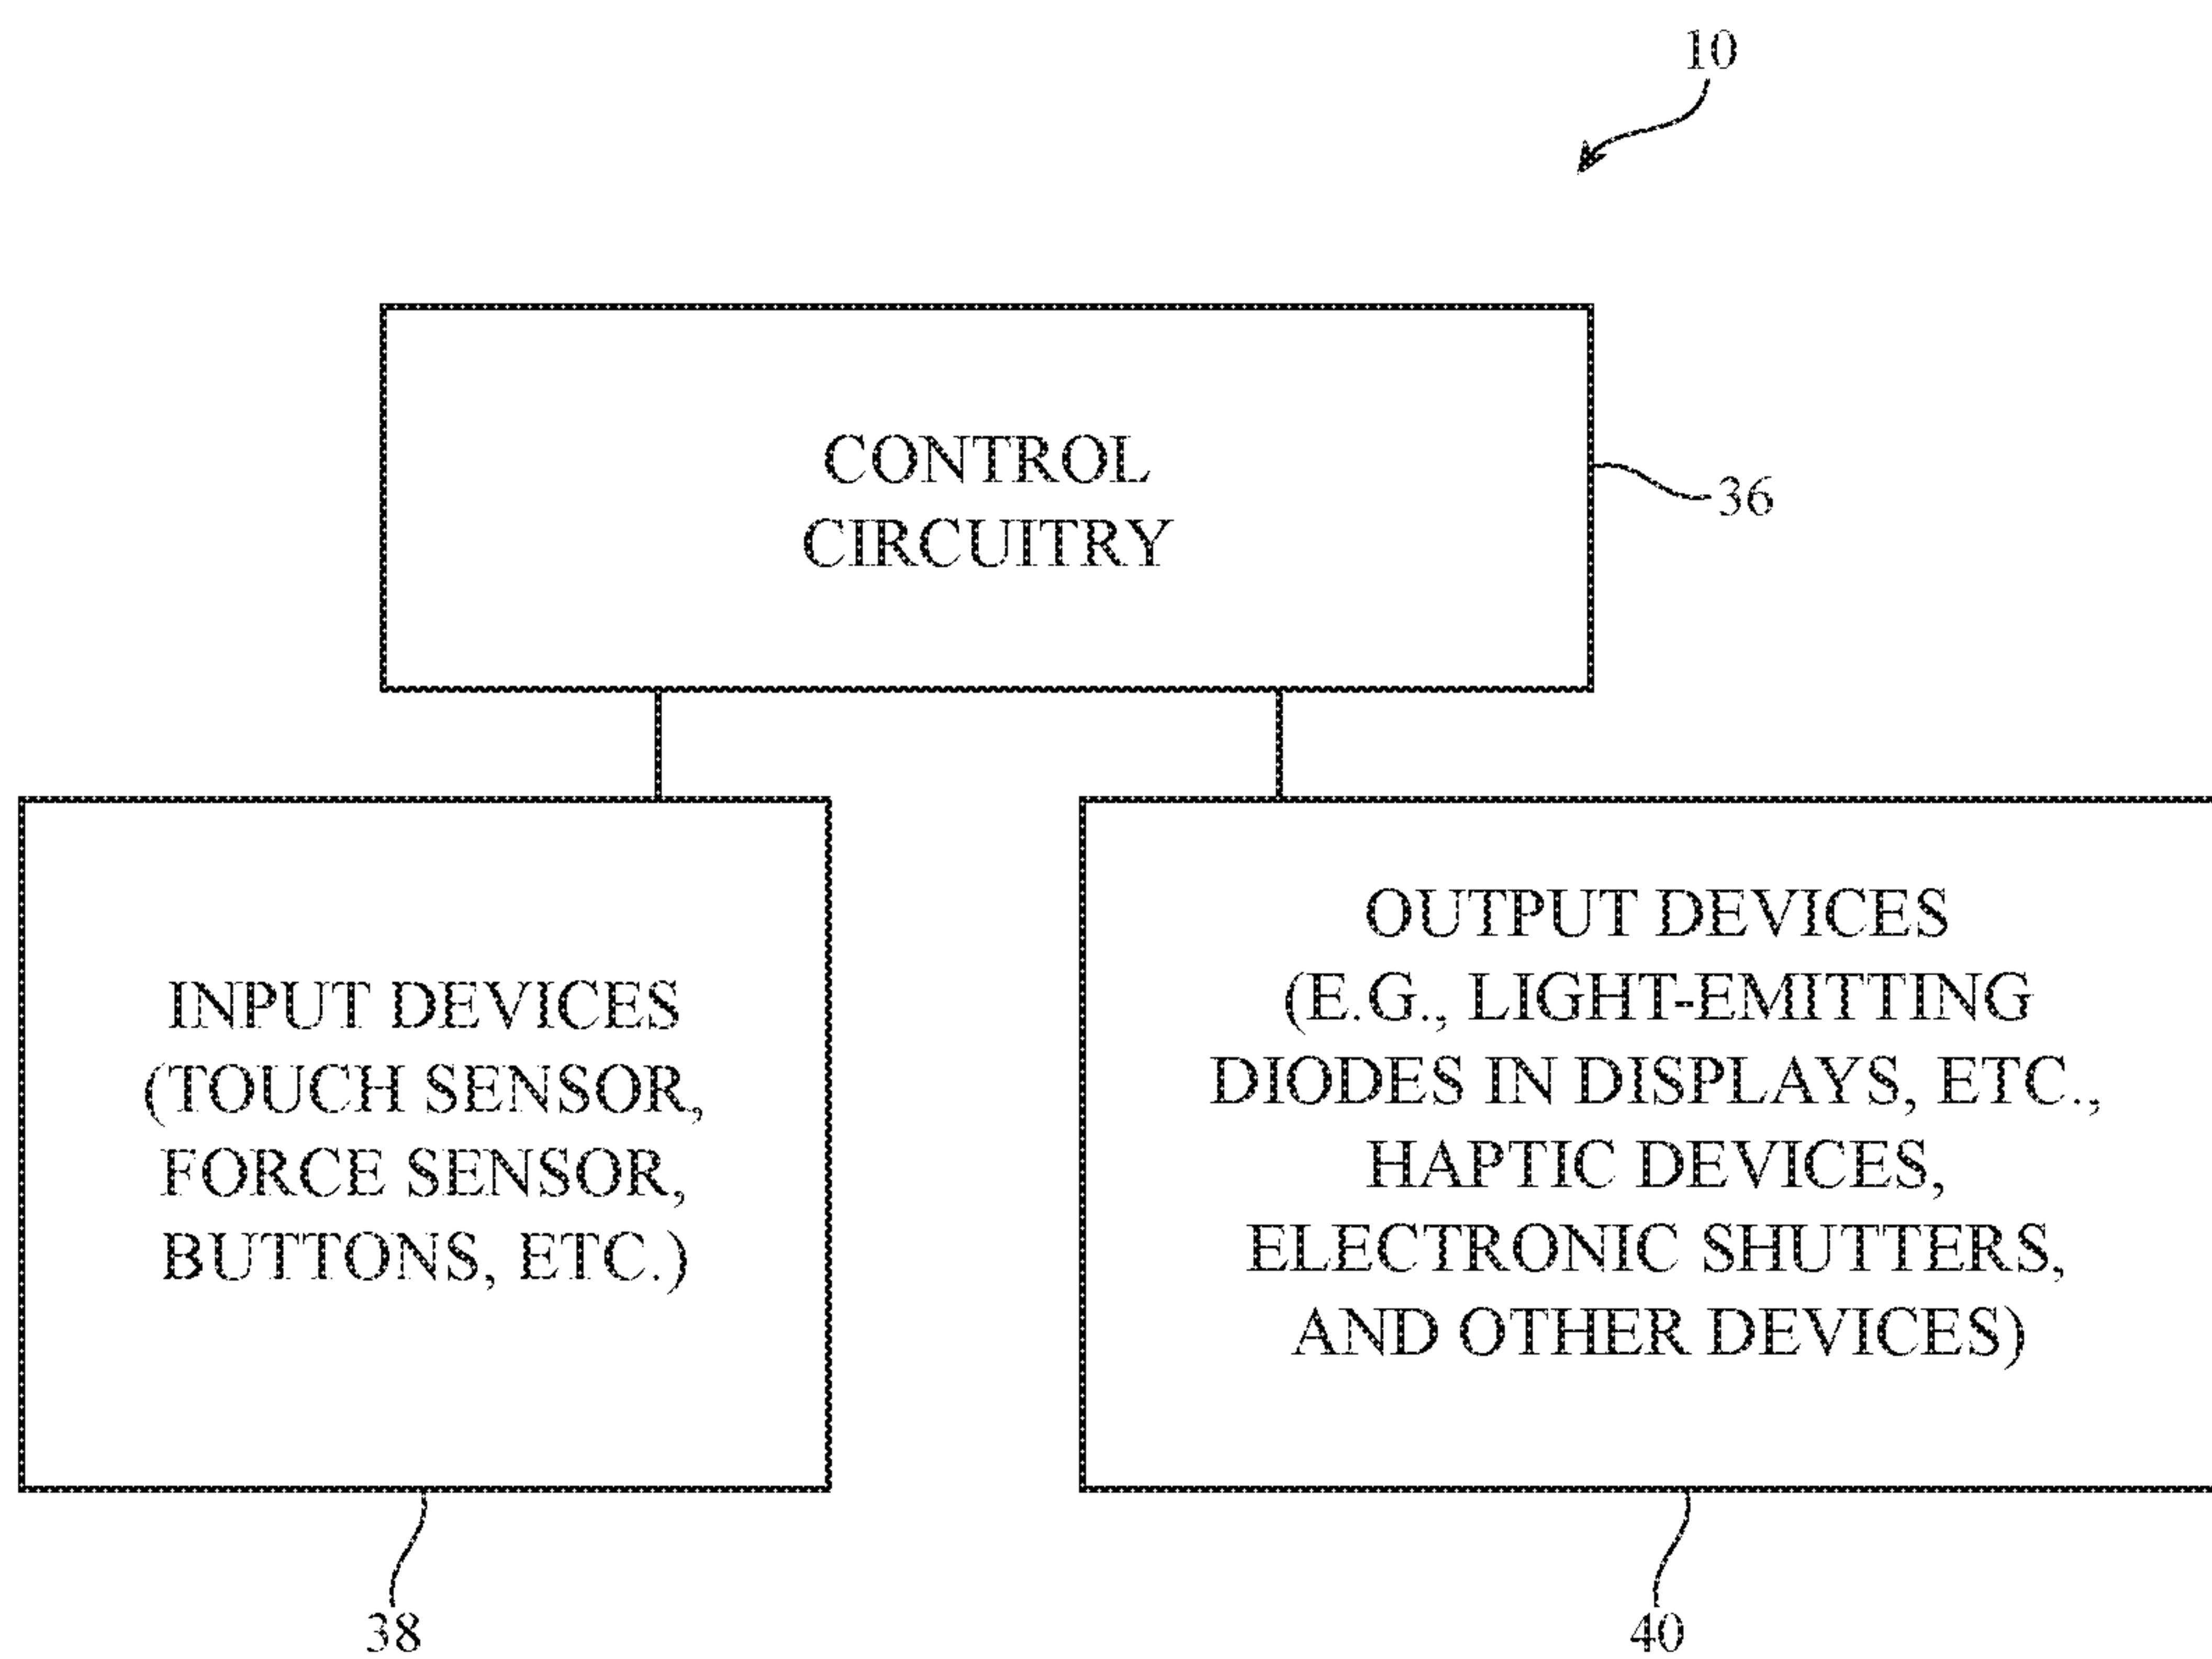 10
CONTROL
CIRCUITRY
36
INPUT DEVICES
(TOUCH SENSOR,
FORCE SENSOR,
BUTTONS, ETC.)
OUTPUT DEVICES
(E.G., LIGHT-EMITTING
DIODES IN DISPLAYS, ETC.,
HAPTIC DEVICES,
ELECTRONIC SHUTTERS,
AND OTHER DEVICES)
38
40